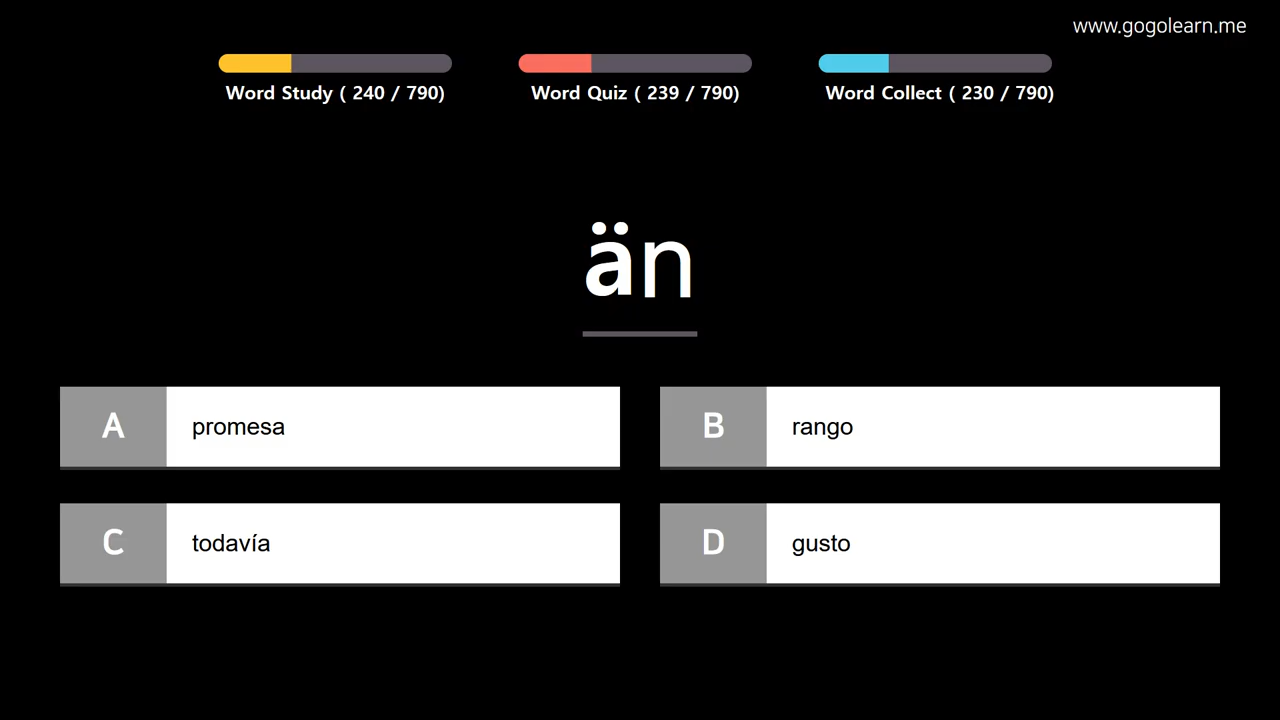 www.gogolearn.me
Word Study ( 240 / 790)
Word Quiz ( 239 / 790)
Word Collect ( 230 / 790)
än
A promesa
B rango
C todavía
D gusto